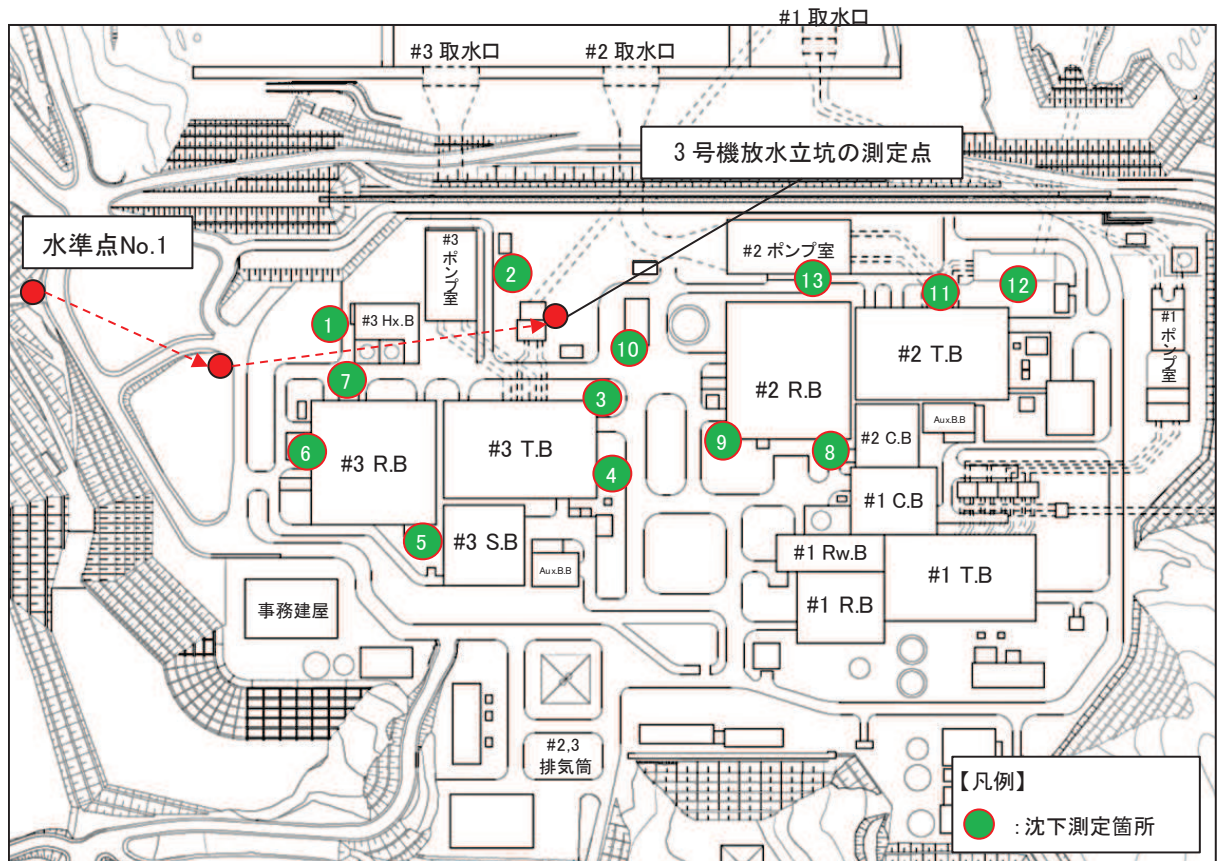 #1 取水口
#3 取水口
#2 取水口
3 号機放水立坑の測定点
水準点No.1
#3 ポンプ室
2
#2 ポンプ室
13
11
12
1
#3 Hx.B
#1 ポンプ室
10
7
3
#2 T.B
#2 R.B
6
#3 R.B
#3 T.B
9
8
#2 C.B
Aux.B.B
4
#1 C.B
5
#3 S.B
Aux.B.B
#1 Rw.B
#1 T.B
#1 R.B
事務建屋
#2,3
排気筒
【凡例】
:沈下測定箇所